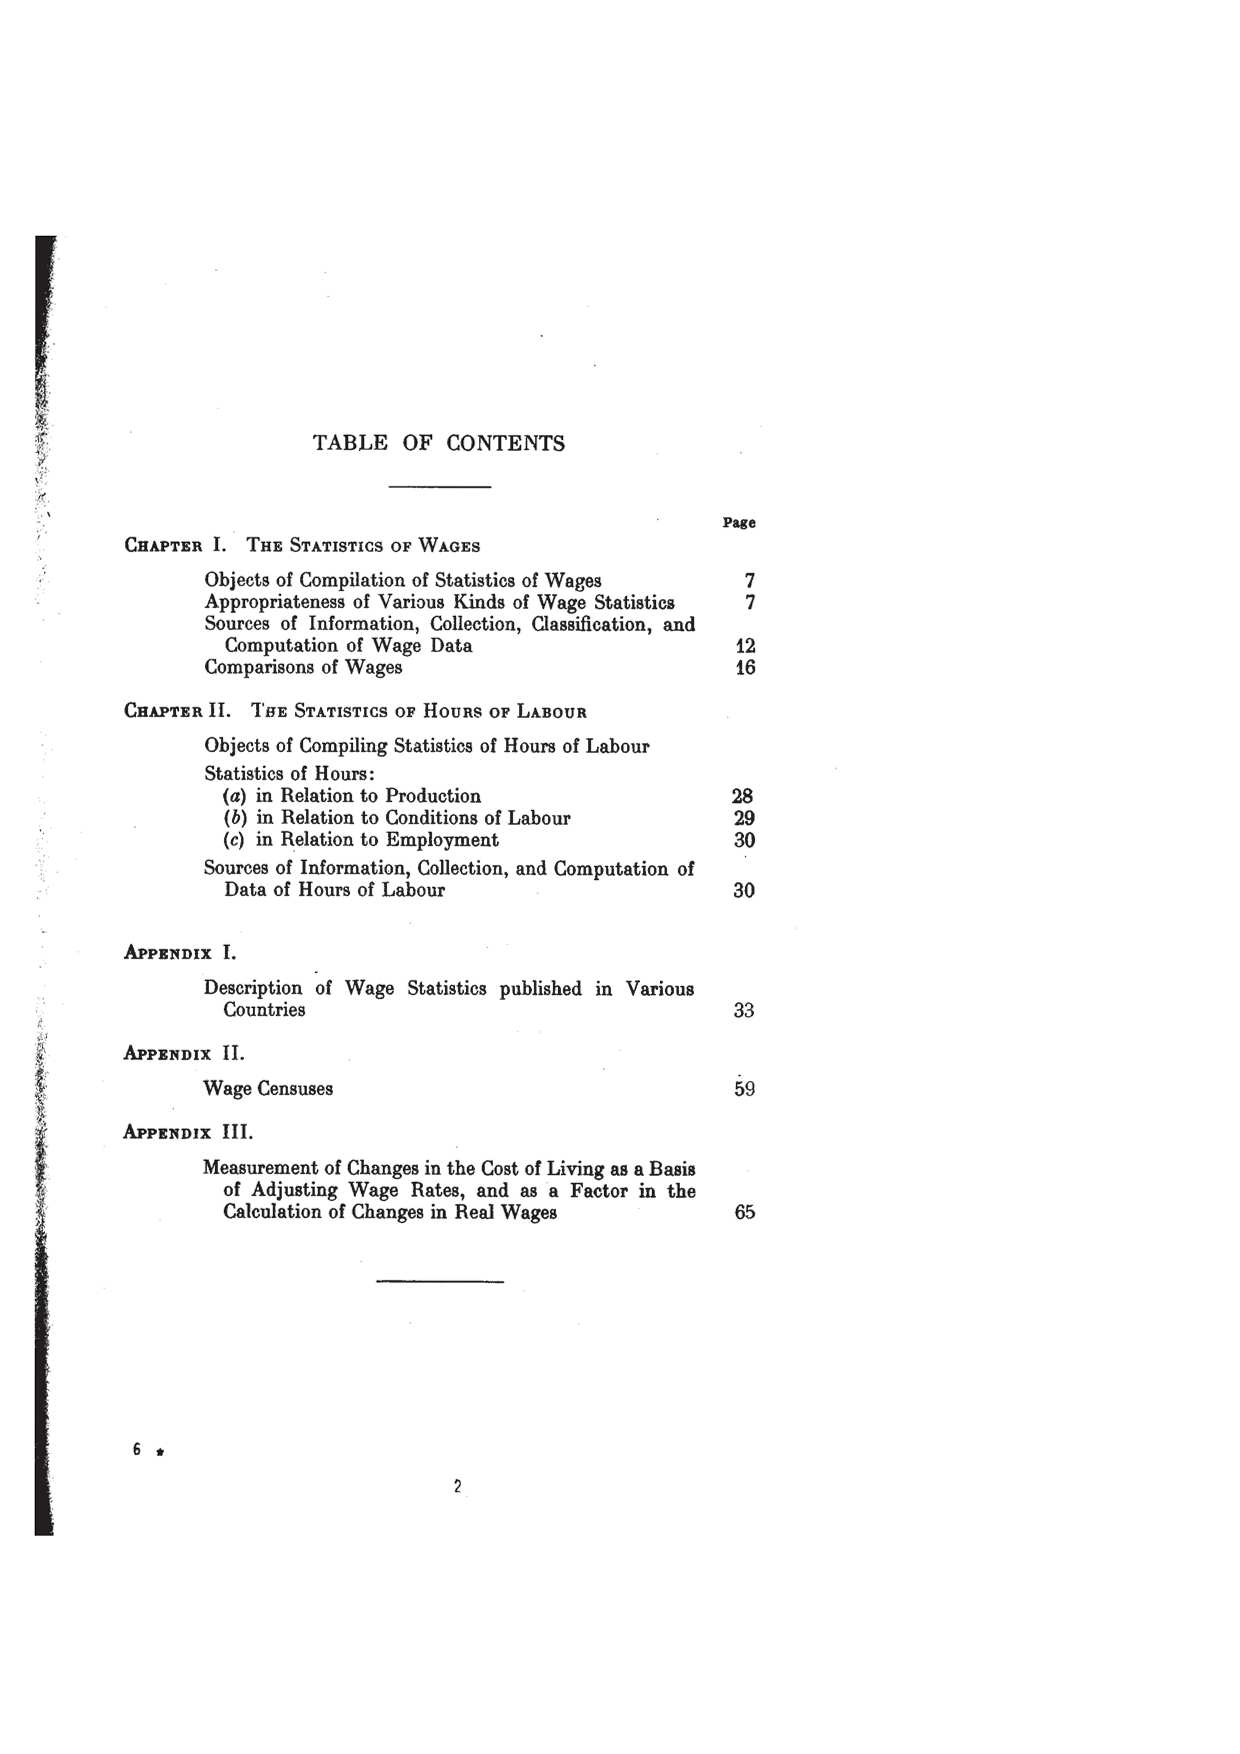 TABLE OF CONTENTS
Page
CHAPTER I. THE STATISTICS OF WAGES
Objects of Compilation of Statistics of Wages 7
Appropriateness of Various Kinds of Wage Statistics 7
Sources of Information, Collection, Classification, and
Computation of Wage Data 12
Comparisons of Wages 16
CHAPTER II. THE STATISTICS OF HOURS OF LABOUR
Objects of Compiling Statistics of Hours of Labour
Statistics of Hours:
(a) in Relation to Production 28
(b) in Relation to Conditions of Labour 29
(c) in Relation to Employment 30
Sources of Information, Collection, and Computation of
Data of Hours of Labour 30
APPENDIX I.
Description of Wage Statistics published in Various
Countries 33
APPENDIX II.
Wage Censuses 59
APPENDIX III.
Measurement of Changes in the Cost of Living as a Basis
of Adjusting Wage Rates, and as a Factor in the
Calculation of Changes in Real Wages 65
6 *
2